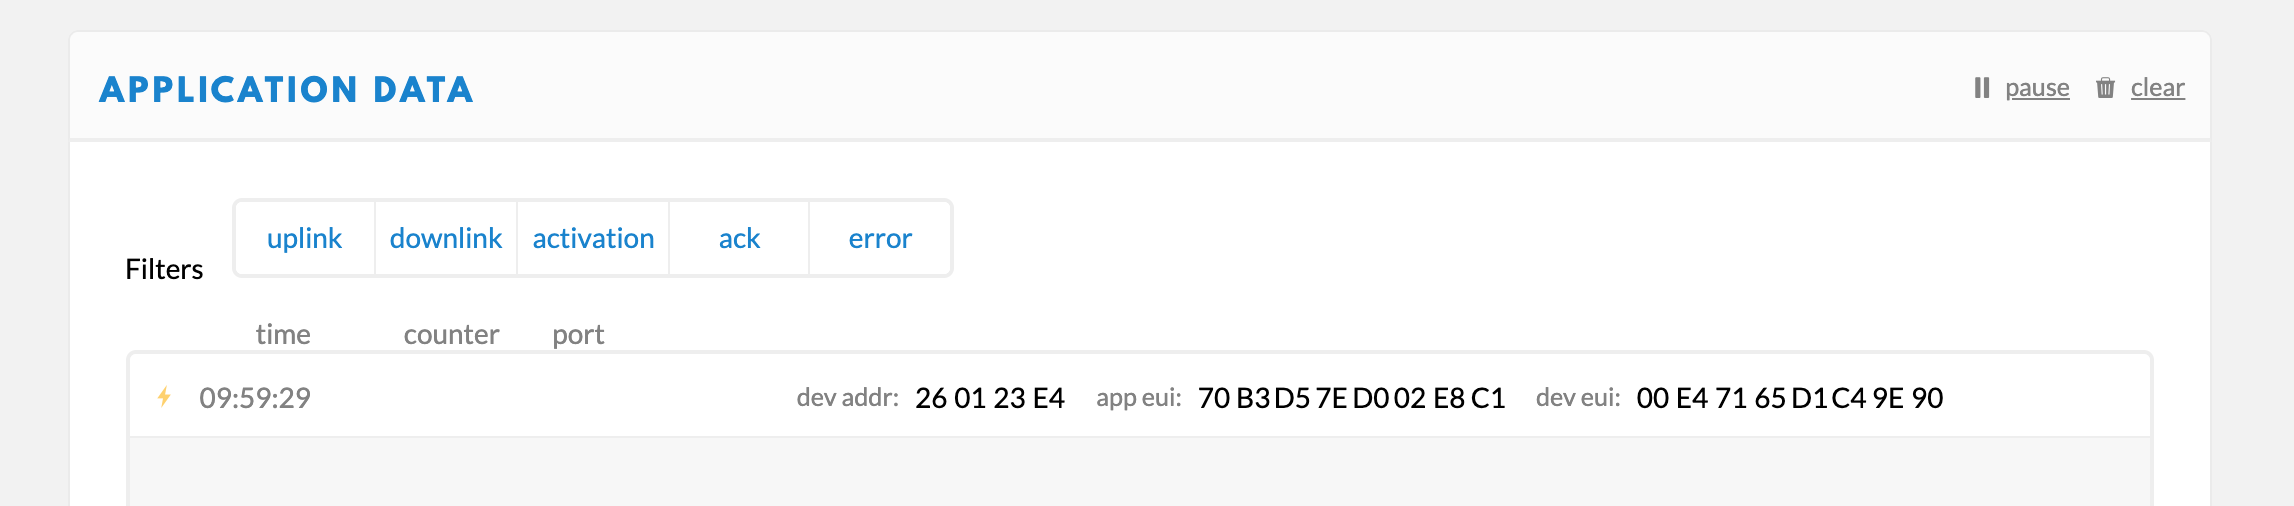 APPLICATION DATA
pause clear
uplink downlink activation ack error
Filters
time counter port
09:59:29 dev addr: 26 01 23 E4 app eui: 70 B3 D5 7E D0 02 E8 C1 dev eui: 00 E4 71 65 D1 C4 9E 90